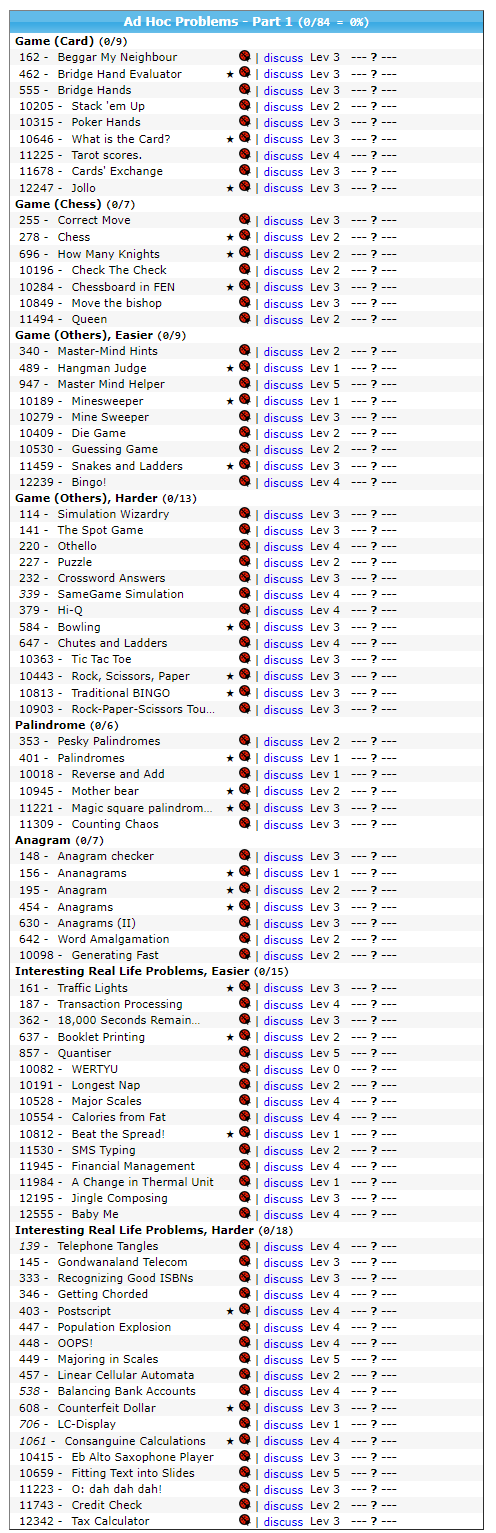 Ad Hoc Problems - Part 1 (0/84 = 0%)
Game (Card) (0/9)
162 - Beggar My Neighbour ★ | discuss Lev 3 --- ? ---
462 - Bridge Hand Evaluator ★ | discuss Lev 3 --- ? ---
555 - Bridge Hands | discuss Lev 3 --- ? ---
10205 - Stack 'em Up | discuss Lev 2 --- ? ---
10315 - Poker Hands | discuss Lev 3 --- ? ---
10646 - What is the Card? ★ | discuss Lev 3 --- ? ---
11225 - Tarot scores. | discuss Lev 4 --- ? ---
11678 - Cards' Exchange | discuss Lev 3 --- ? ---
12247 - Jollo ★ | discuss Lev 3 --- ? ---
Game (Chess) (0/7)
255 - Correct Move | discuss Lev 3 --- ? ---
278 - Chess ★ | discuss Lev 2 --- ? ---
696 - How Many Knights ★ | discuss Lev 2 --- ? ---
10196 - Check The Check | discuss Lev 2 --- ? ---
10284 - Chessboard in FEN ★ | discuss Lev 3 --- ? ---
10849 - Move the bishop | discuss Lev 3 --- ? ---
11494 - Queen | discuss Lev 2 --- ? ---
Game (Others), Easier (0/9)
340 - Master-Mind Hints | discuss Lev 2 --- ? ---
489 - Hangman Judge ★ | discuss Lev 1 --- ? ---
947 - Master Mind Helper | discuss Lev 5 --- ? ---
10189 - Minesweeper ★ | discuss Lev 1 --- ? ---
10279 - Mine Sweeper | discuss Lev 3 --- ? ---
10409 - Die Game | discuss Lev 2 --- ? ---
10530 - Guessing Game | discuss Lev 2 --- ? ---
11459 - Snakes and Ladders ★ | discuss Lev 3 --- ? ---
12239 - Bingo! | discuss Lev 4 --- ? ---
Game (Others), Harder (0/13)
114 - Simulation Wizardry | discuss Lev 3 --- ? ---
141 - The Spot Game | discuss Lev 3 --- ? ---
220 - Othello | discuss Lev 4 --- ? ---
227 - Puzzle | discuss Lev 2 --- ? ---
232 - Crossword Answers | discuss Lev 3 --- ? ---
339 - SameGame Simulation | discuss Lev 4 --- ? ---
379 - Hi-Q | discuss Lev 4 --- ? ---
584 - Bowling ★ | discuss Lev 3 --- ? ---
647 - Chutes and Ladders | discuss Lev 4 --- ? ---
10363 - Tic Tac Toe | discuss Lev 3 --- ? ---
10443 - Rock, Scissors, Paper ★ | discuss Lev 3 --- ? ---
10813 - Traditional BINGO ★ | discuss Lev 3 --- ? ---
10903 - Rock-Paper-Scissors Tou... | discuss Lev 3 --- ? ---
Palindrome (0/6)
353 - Pesky Palindromes | discuss Lev 2 --- ? ---
401 - Palindromes ★ | discuss Lev 1 --- ? ---
10018 - Reverse and Add | discuss Lev 1 --- ? ---
10945 - Mother bear ★ | discuss Lev 2 --- ? ---
11221 - Magic square palindrom... ★ | discuss Lev 3 --- ? ---
11309 - Counting Chaos | discuss Lev 3 --- ? ---
Anagram (0/7)
148 - Anagram checker | discuss Lev 3 --- ? ---
156 - Ananagrams ★ | discuss Lev 1 --- ? ---
195 - Anagram ★ | discuss Lev 2 --- ? ---
454 - Anagrams ★ | discuss Lev 3 --- ? ---
630 - Anagrams (II) | discuss Lev 3 --- ? ---
642 - Word Amalgamation | discuss Lev 2 --- ? ---
10098 - Generating Fast | discuss Lev 2 --- ? ---
Interesting Real Life Problems, Easier (0/15)
161 - Traffic Lights ★ | discuss Lev 3 --- ? ---
187 - Transaction Processing | discuss Lev 4 --- ? ---
362 - 18,000 Seconds Remain... | discuss Lev 3 --- ? ---
637 - Booklet Printing ★ | discuss Lev 2 --- ? ---
857 - Quantiser | discuss Lev 5 --- ? ---
10082 - WERTYU | discuss Lev 0 --- ? ---
10191 - Longest Nap | discuss Lev 2 --- ? ---
10528 - Major Scales | discuss Lev 4 --- ? ---
10554 - Calories from Fat | discuss Lev 4 --- ? ---
10812 - Beat the Spread! ★ | discuss Lev 1 --- ? ---
11530 - SMS Typing | discuss Lev 2 --- ? ---
11945 - Financial Management | discuss Lev 4 --- ? ---
11984 - A Change in Thermal Unit | discuss Lev 1 --- ? ---
12195 - Jingle Composing | discuss Lev 3 --- ? ---
12555 - Baby Me | discuss Lev 4 --- ? ---
Interesting Real Life Problems, Harder (0/18)
139 - Telephone Tangles | discuss Lev 4 --- ? ---
145 - Gondwanaland Telecom | discuss Lev 3 --- ? ---
333 - Recognizing Good ISBNs | discuss Lev 3 --- ? ---
346 - Getting Chorded | discuss Lev 4 --- ? ---
403 - Postscript ★ | discuss Lev 4 --- ? ---
447 - Population Explosion | discuss Lev 4 --- ? ---
448 - OOPS! | discuss Lev 4 --- ? ---
449 - Majoring in Scales | discuss Lev 5 --- ? ---
457 - Linear Cellular Automata | discuss Lev 2 --- ? ---
538 - Balancing Bank Accounts | discuss Lev 4 --- ? ---
608 - Counterfeit Dollar ★ | discuss Lev 3 --- ? ---
706 - LC-Display | discuss Lev 1 --- ? ---
1061 - Consanguine Calculations ★ | discuss Lev 4 --- ? ---
10415 - Eb Alto Saxophone Player | discuss Lev 3 --- ? ---
10659 - Fitting Text into Slides | discuss Lev 5 --- ? ---
11223 - O: dah dah dah! | discuss Lev 3 --- ? ---
11743 - Credit Check | discuss Lev 2 --- ? ---
12342 - Tax Calculator | discuss Lev 3 --- ? ---